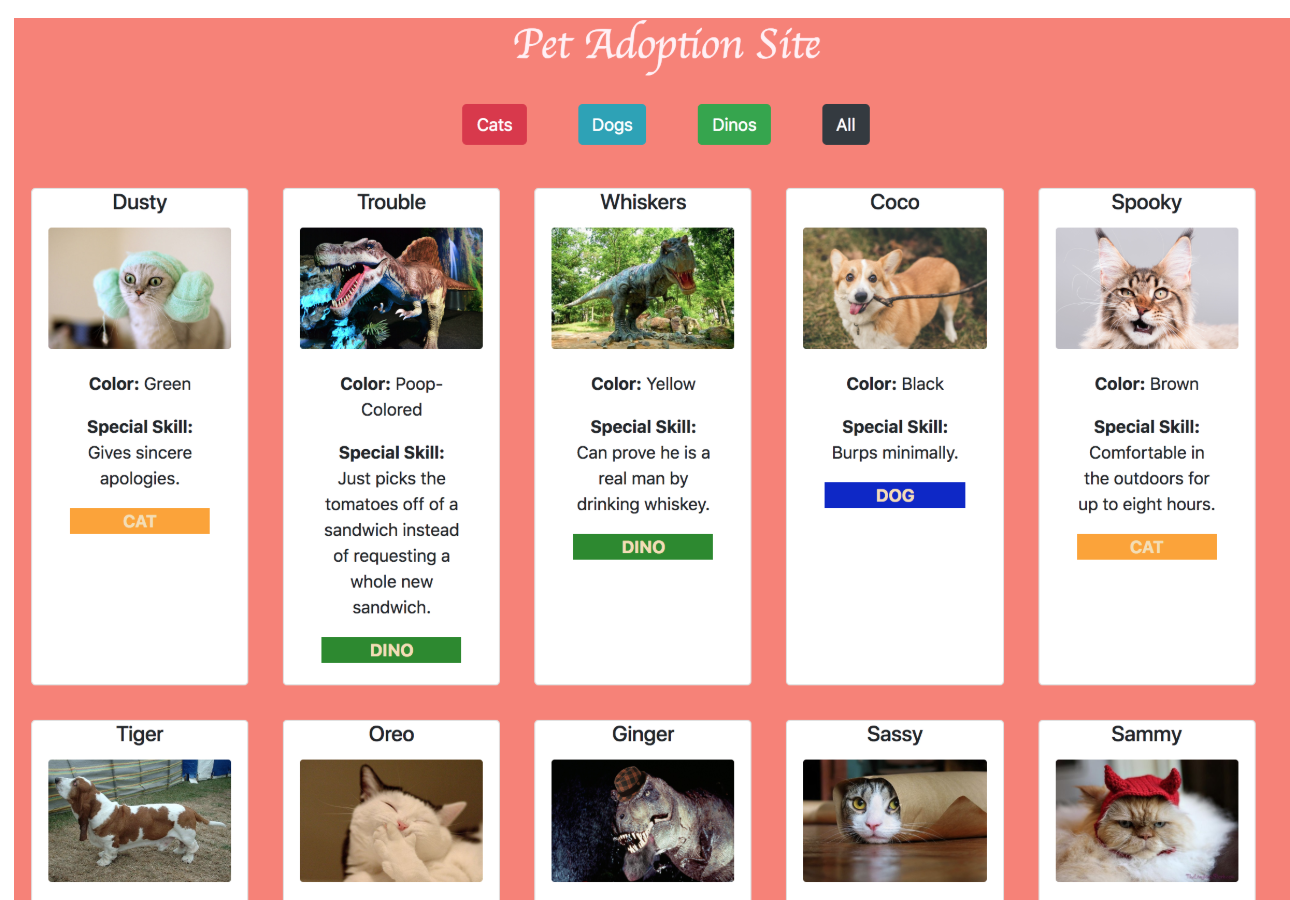 Pet Adoption Site
Cats
Dogs
Dinos
All
Dusty
Color: Green
Special Skill:
Gives sincere
apologies.
CAT
Trouble
Color: Poop-
Colored
Special Skill:
Just picks the
tomatoes off of a
sandwich instead
of requesting a
whole new
sandwich.
DINO
Whiskers
Color: Yellow
Special Skill:
Can prove he is a
real man by
drinking whiskey.
DINO
Coco
Color: Black
Special Skill:
Burps minimally.
DOG
Spooky
Color: Brown
Special Skill:
Comfortable in
the outdoors for
up to eight hours.
CAT
Tiger
Oreo
Ginger
Sassy
Sammy